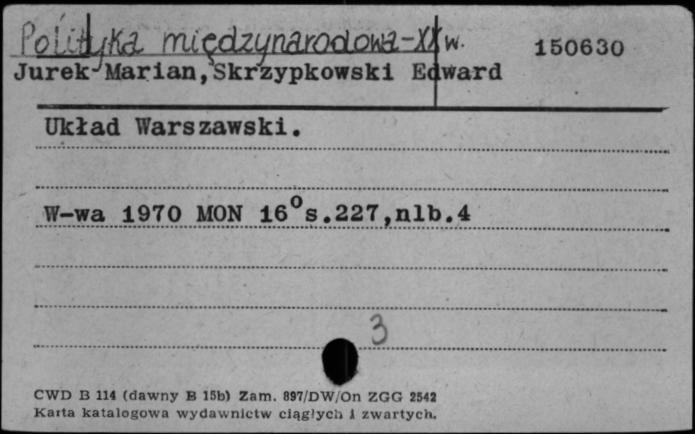 Polityka międzynarodowa-XX w.
150630
Jurek Marian,Skrzypkowski Edward
Układ Warszawski.
W-wa 1970 MON 16°s.227,nlb.4
3
CWD B 114 (dawny B 15b) Zam. 897/DW/On ZGG 2542
Karta katalogowa wydawnictw ciągłych i zwartych.